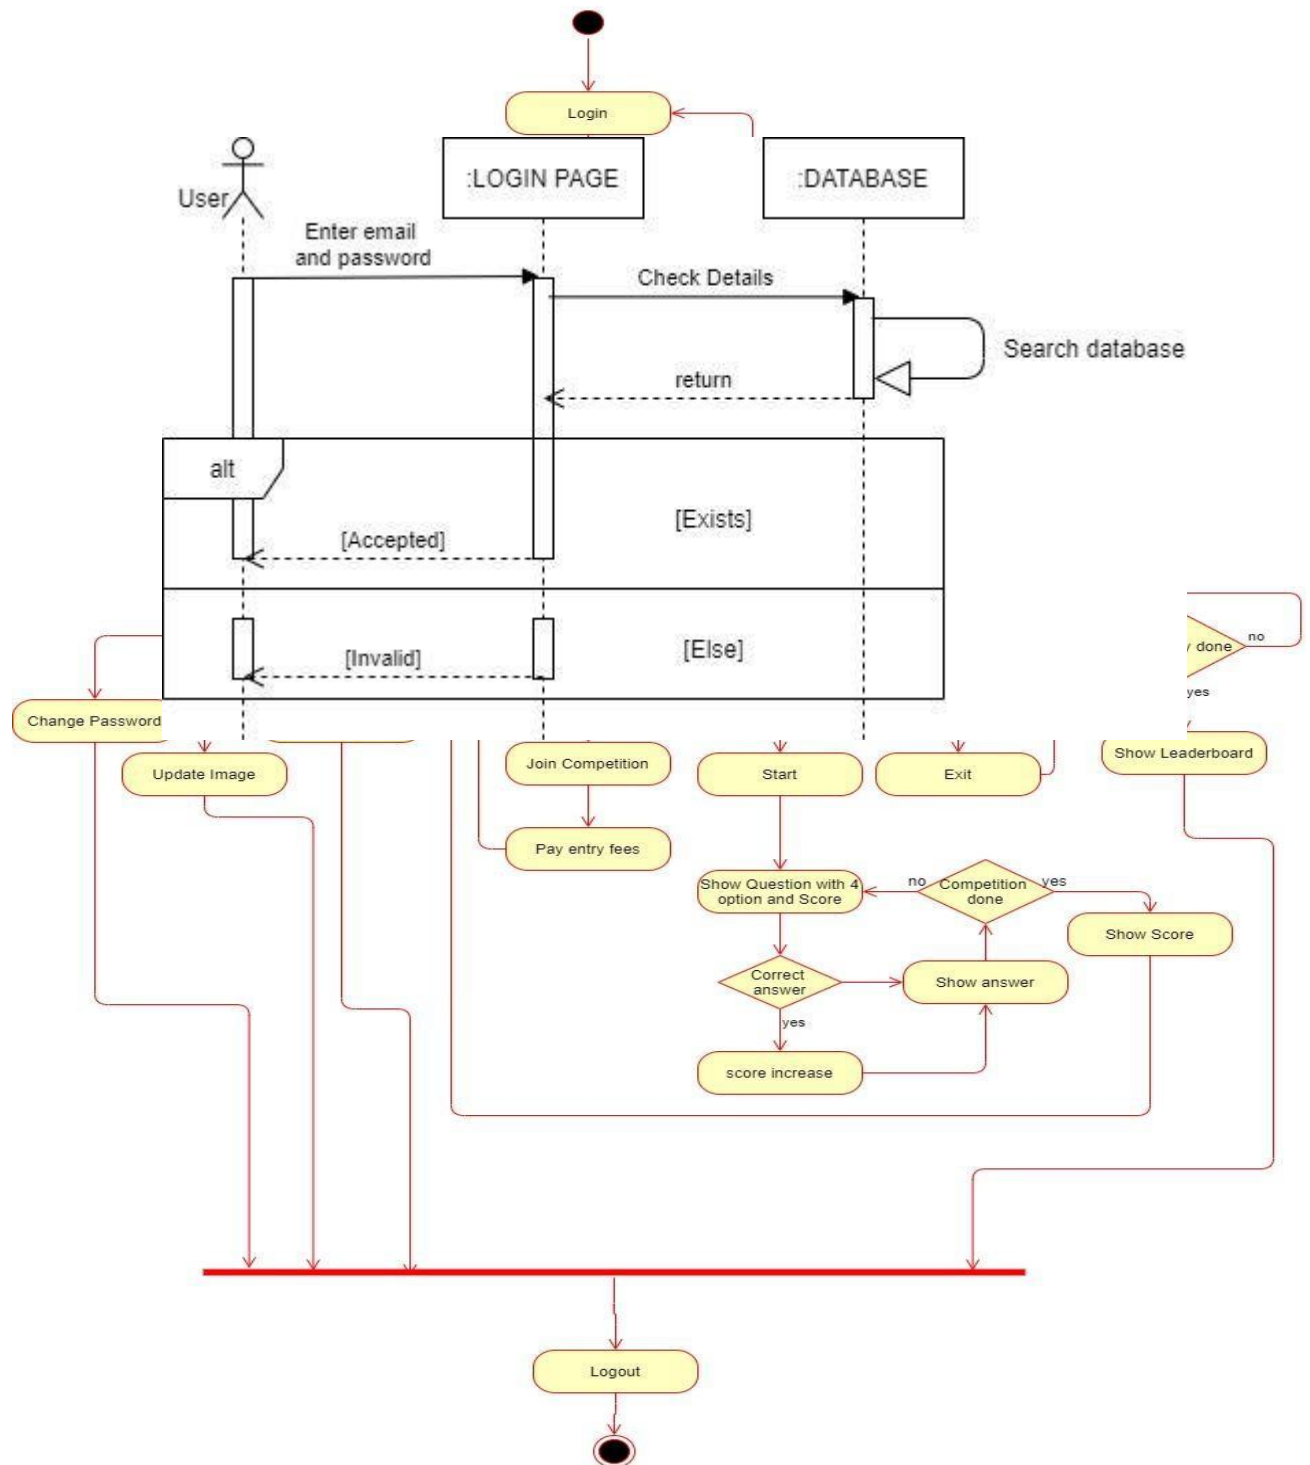 Login
:LOGIN PAGE
:DATABASE
User
Enter email
and password
Check Details
Search database
return
alt
[Exists]
[Accepted]
[Else]
[Invalid]
done
no
yes
Change Password
Show Leaderboard
Update Image
Join Competition
Start
Exit
Pay entry fees
Show Question with 4
option and Score
no
Competition
done
yes
Show Score
Correct
answer
Show answer
yes
score increase
Logout